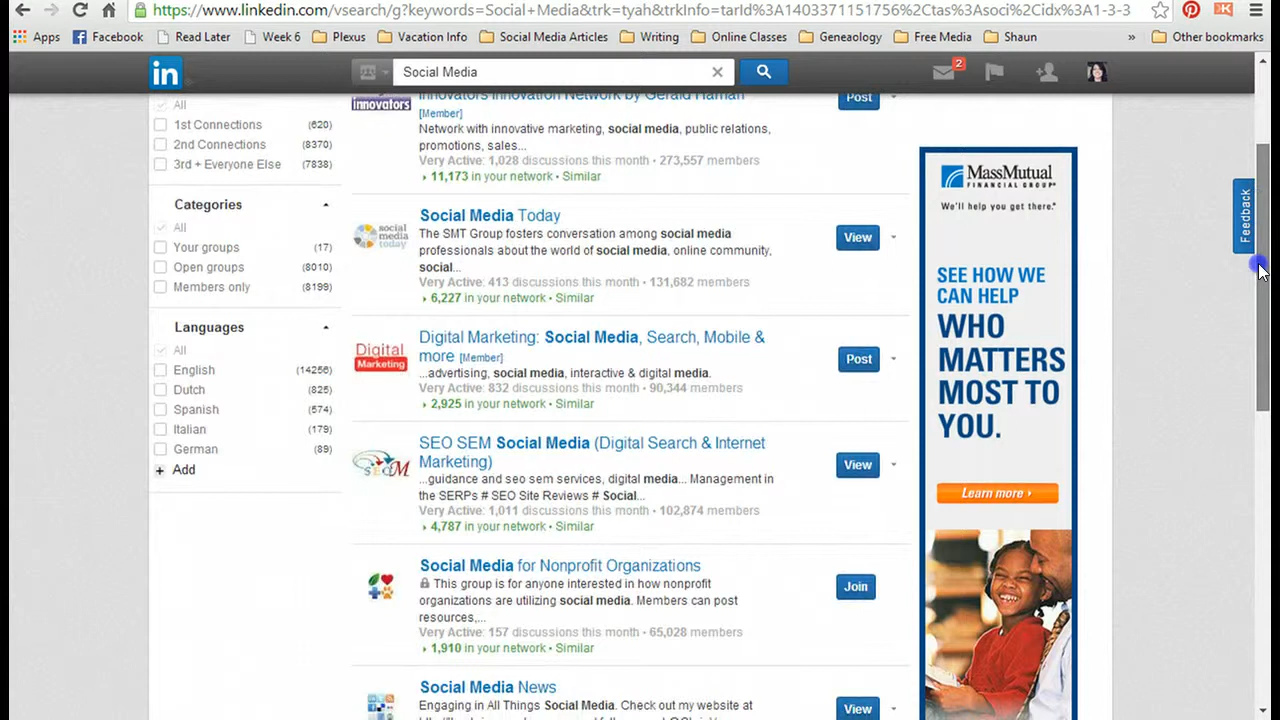 https://www.linkedin.com/vsearch/g?keywords=Social+Media&trk=tyah&trkInfo=tarId%3A1403371151756%2Ctas%3Asoci%2Cidx%3A1-3-3
Apps Facebook Read Later Week 6 Plexus Vacation Info Social Media Articles Writing Online Classes Geneaology Free Media Shaun » Other bookmarks
in Social Media 2
All
1st Connections (620)
2nd Connections (8370)
3rd + Everyone Else (7838)
Categories
All
Your groups (17)
Open groups (8010)
Members only (8199)
Languages
All
English (14256)
Dutch (825)
Spanish (574)
Italian (179)
German (89)
+ Add
innovators
Innovators Innovation Network by Gerald Haman
[Member]
Network with innovative marketing, social media, public relations,
promotions, sales...
Very Active: 1,028 discussions this month • 273,557 members
11,173 in your network • Similar
Post
social media today
Social Media Today
The SMT Group fosters conversation among social media
professionals about the world of social media, online community,
social...
Very Active: 413 discussions this month • 131,682 members
6,227 in your network • Similar
View
Digital
Marketing
Digital Marketing: Social Media, Search, Mobile &
more [Member]
...advertising, social media, interactive & digital media.
Very Active: 832 discussions this month • 90,344 members
2,925 in your network • Similar
Post
SEO SEM Social Media (Digital Search & Internet
Marketing)
...guidance and seo sem services, digital media... Management in
the SERPs # SEO Site Reviews # Social...
Very Active: 1,011 discussions this month • 102,874 members
4,787 in your network • Similar
View
Social Media for Nonprofit Organizations
This group is for anyone interested in how nonprofit
organizations are utilizing social media. Members can post
resources,...
Very Active: 157 discussions this month • 65,028 members
1,910 in your network • Similar
Join
Social Media News
Engaging in All Things Social Media. Check out my website at
View
MassMutual
FINANCIAL GROUP®
We'll help you get there.®
SEE HOW WE
CAN HELP
WHO
MATTERS
MOST TO
YOU.
Learn more ›
Feedback